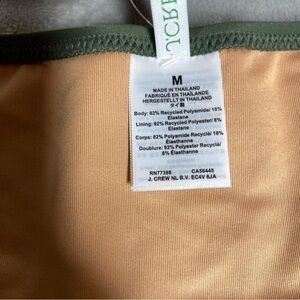 J.CREW
M
MADE IN THAILAND
FABRIQUÉ EN THAÏLANDE
HERGESTELLT IN THAILAND
タイ製
Body: 82% Recycled Polyamide/ 18%
Elastane
Lining: 92% Recycled Polyester/ 8%
Elastane
Corps: 82% Polyamide Recyclé/ 18%
Élasthanne
Doublure: 92% Polyester Recyclé/
8% Élasthanne
RN77388 CA56445
J. CREW NL B.V. EC4V 6JA